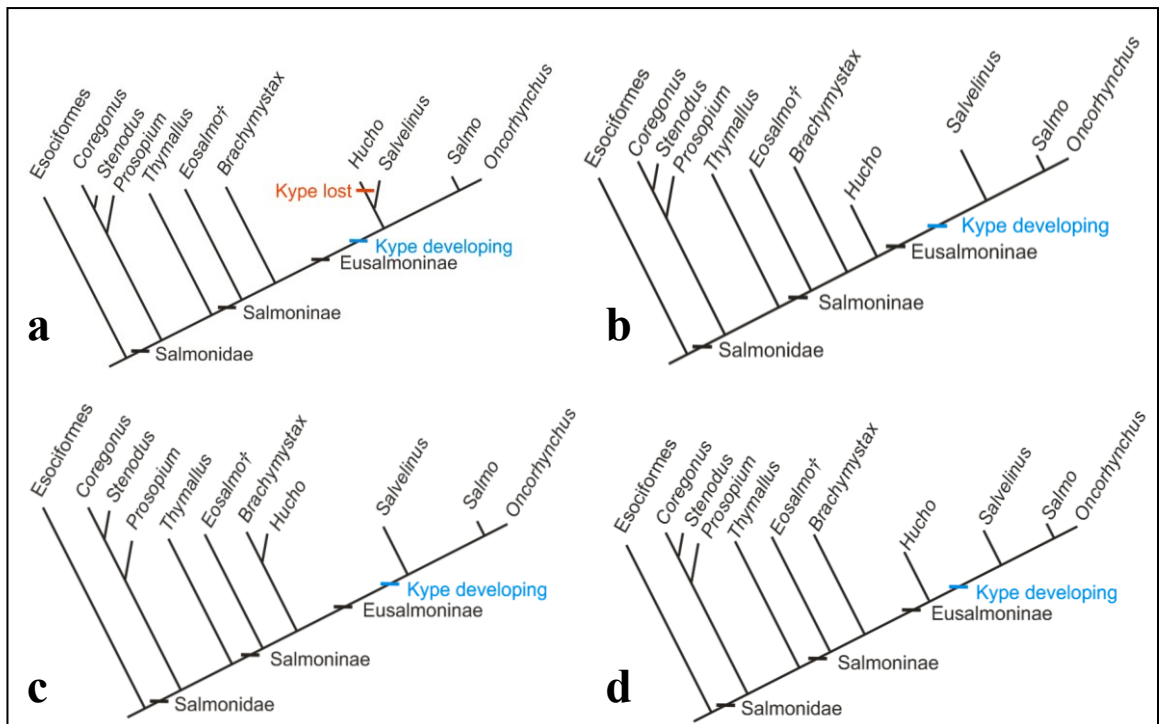 Esociformes
Coregonus
Stenodus
Prosopium
Thymallus
Eosalmo†
Brachymystax
Hucho
Salvelinus
Salmo
Oncorhynchus
Kype lost
Kype developing
Eusalmoninae
Salmoninae
Salmonidae
a
Esociformes
Coregonus
Stenodus
Prosopium
Thymallus
Eosalmo†
Brachymystax
Hucho
Salvelinus
Salmo
Oncorhynchus
Kype developing
Eusalmoninae
Salmoninae
Salmonidae
b
Esociformes
Coregonus
Stenodus
Prosopium
Thymallus
Eosalmo†
Brachymystax
Hucho
Salvelinus
Salmo
Oncorhynchus
Kype developing
Eusalmoninae
Salmoninae
Salmonidae
c
Esociformes
Coregonus
Stenodus
Prosopium
Thymallus
Eosalmo†
Brachymystax
Hucho
Salvelinus
Salmo
Oncorhynchus
Kype developing
Eusalmoninae
Salmoninae
Salmonidae
d